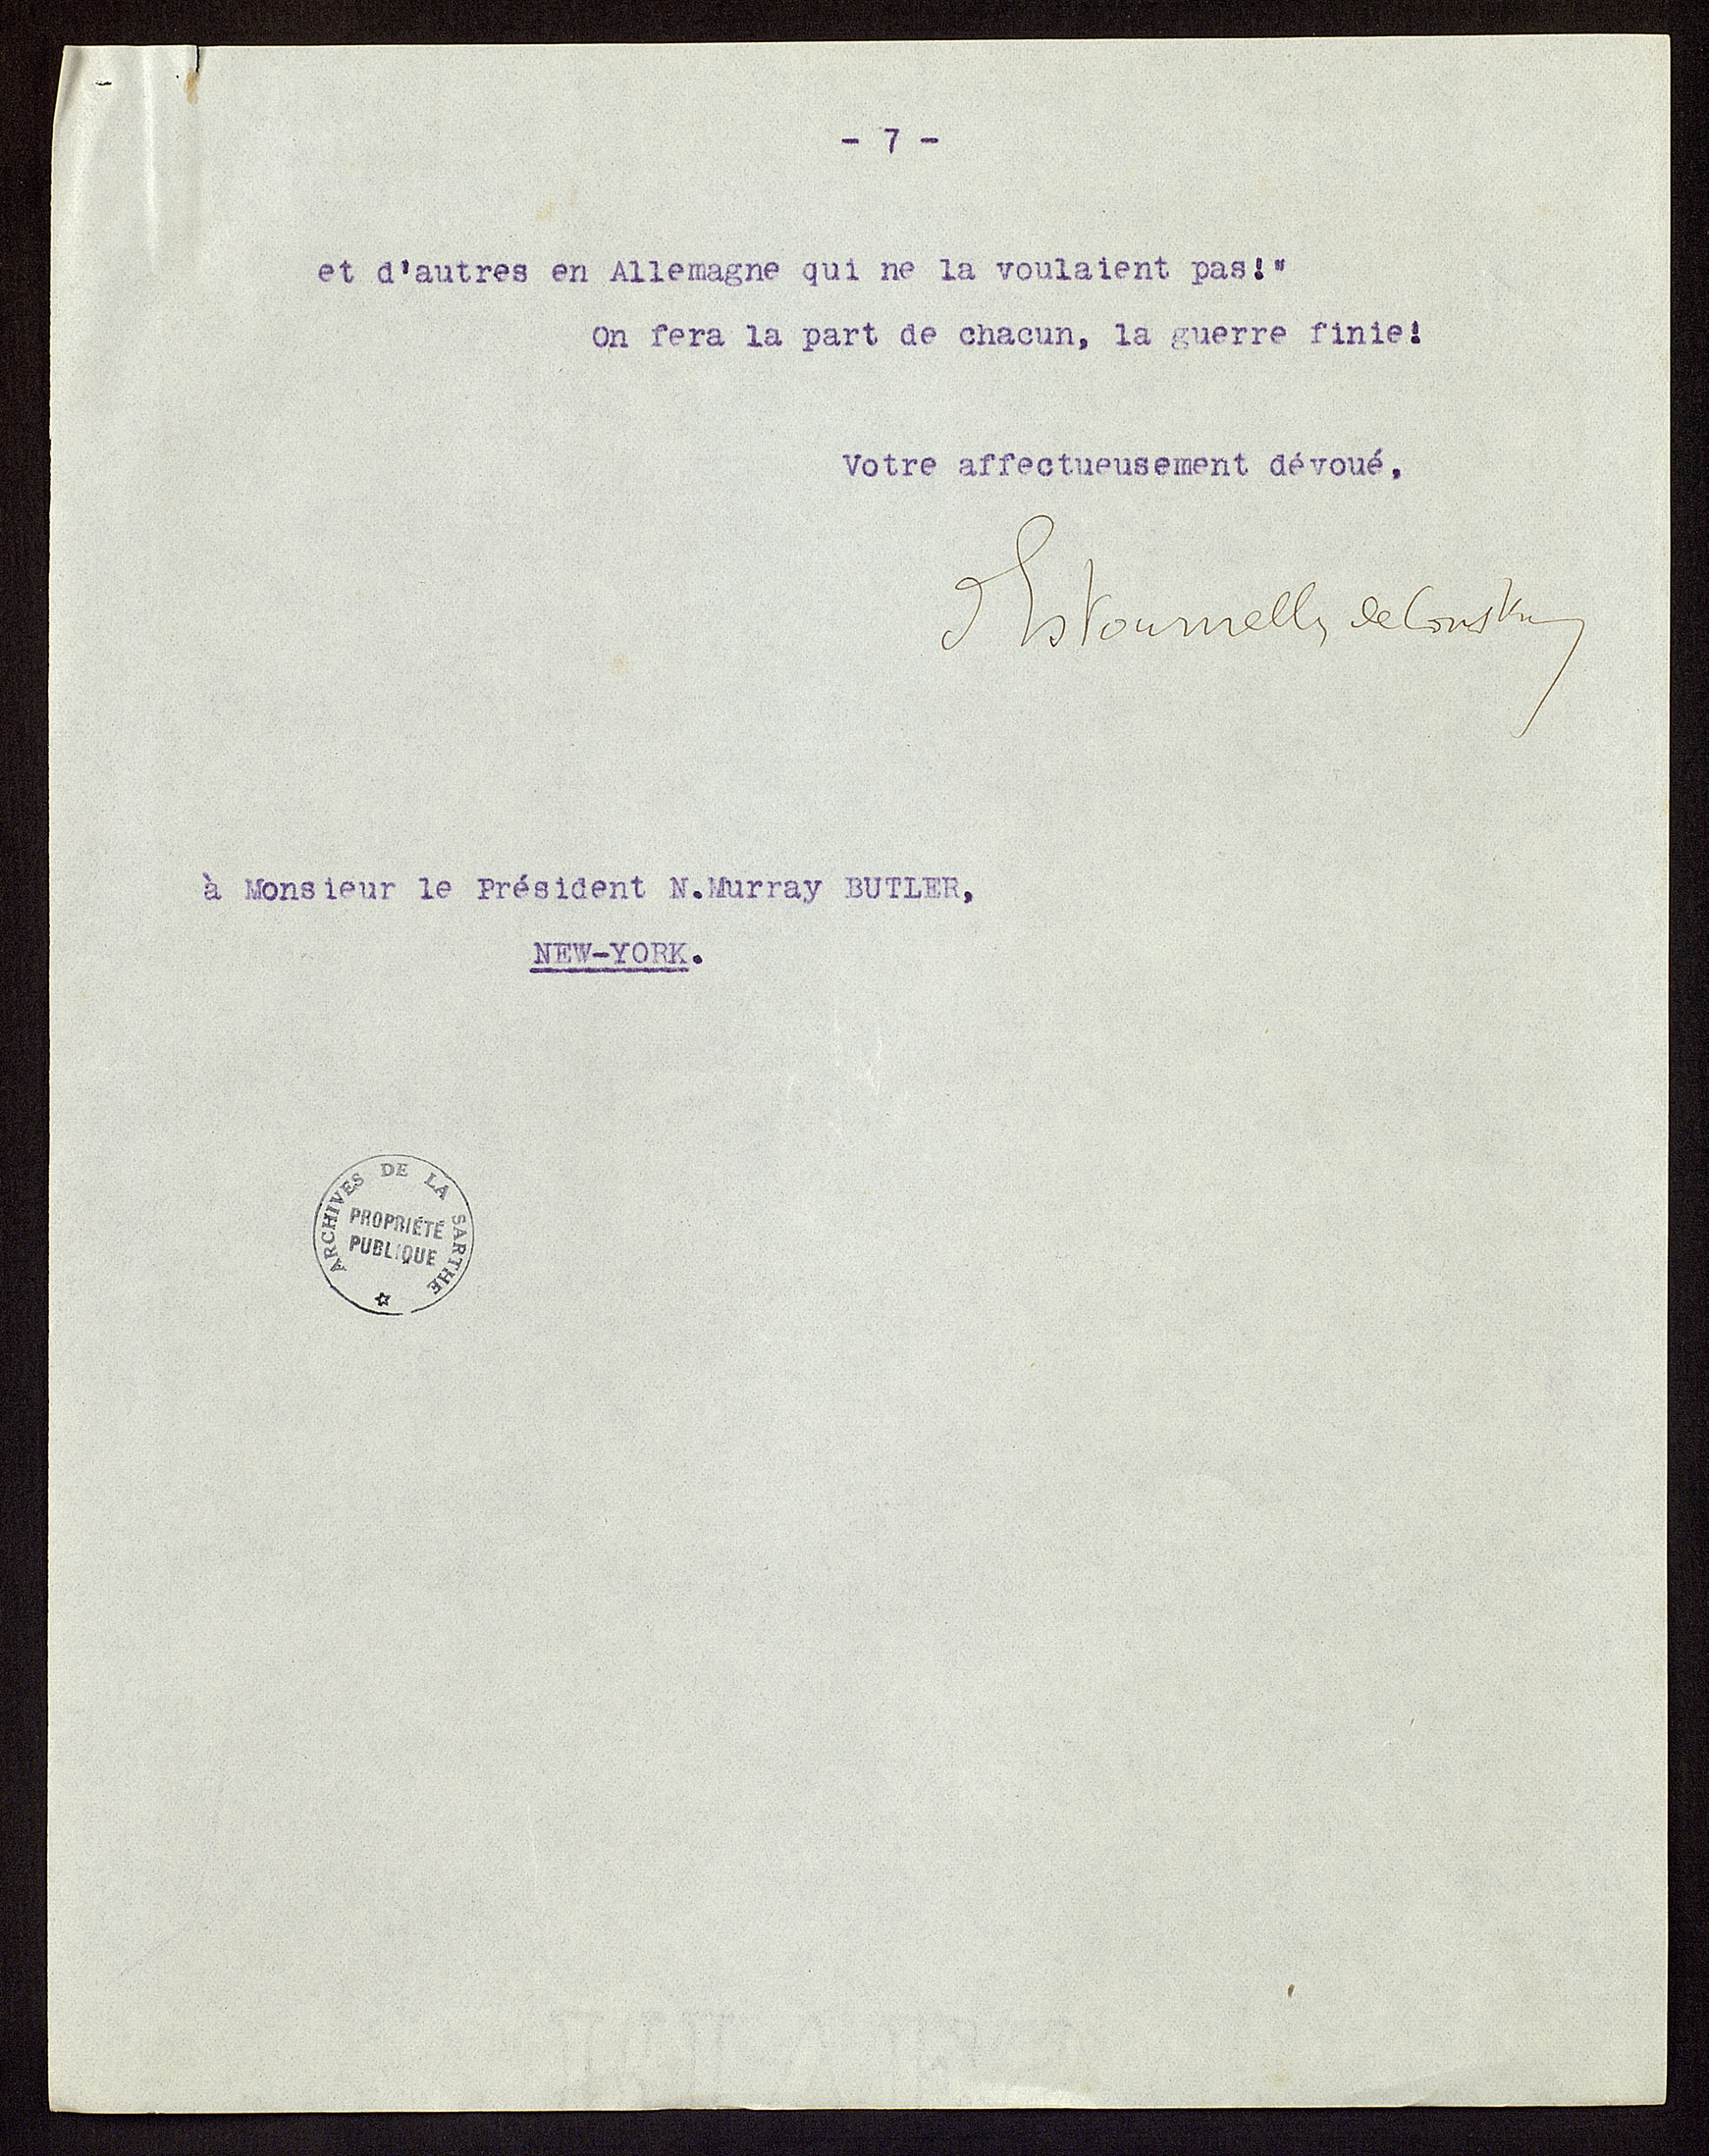 - 7 -
et d'autres en Allemagne qui ne la voulaient pas!"
On fera la part de chacun, la guerre finie!
Votre affectueusement dévoué,
d'Estournelles de Constant
à Monsieur le Président N.Murray BUTLER,
NEW-YORK.
ARCHIVES DE LA SARTHE
PROPRIÉTÉ
PUBLIQUE